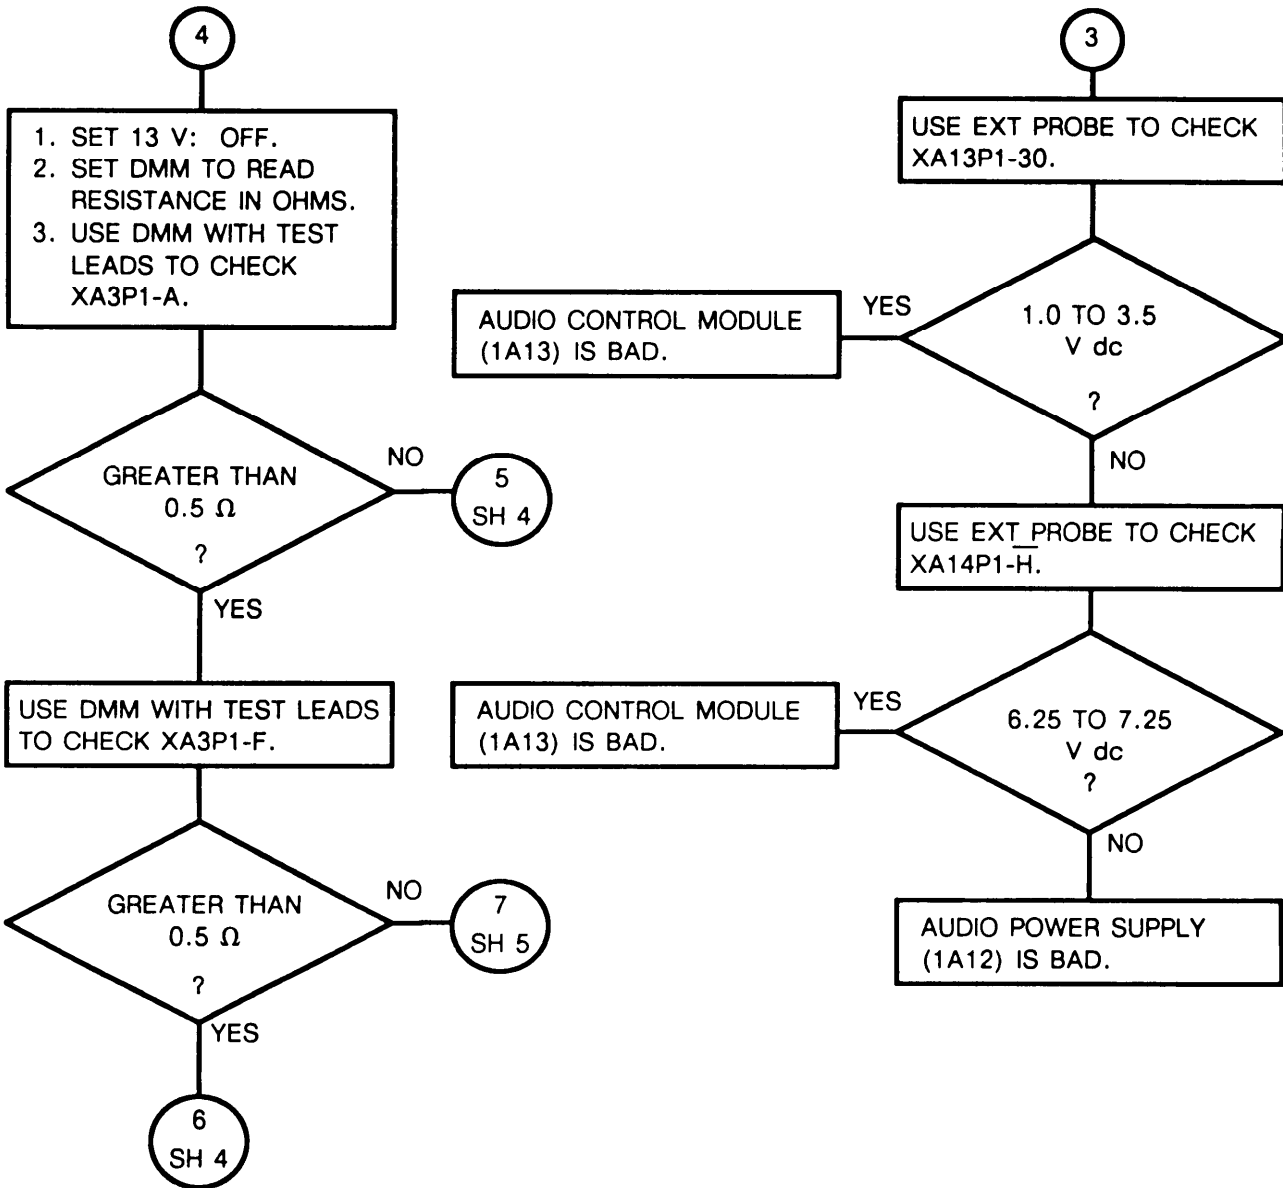 4
1. SET 13 V: OFF.
2. SET DMM TO READ
RESISTANCE IN OHMS.
3. USE DMM WITH TEST
LEADS TO CHECK
XA3P1-A.
GREATER THAN
0.5 Ω
?
NO
5
SH 4
YES
USE DMM WITH TEST LEADS
TO CHECK XA3P1-F.
GREATER THAN
0.5 Ω
?
NO
7
SH 5
YES
6
SH 4
3
USE EXT PROBE TO CHECK
XA13P1-30.
1.0 TO 3.5
V dc
?
YES
AUDIO CONTROL MODULE
(1A13) IS BAD.
NO
USE EXT PROBE TO CHECK
XA14P1-H̅.
6.25 TO 7.25
V dc
?
YES
AUDIO CONTROL MODULE
(1A13) IS BAD.
NO
AUDIO POWER SUPPLY
(1A12) IS BAD.